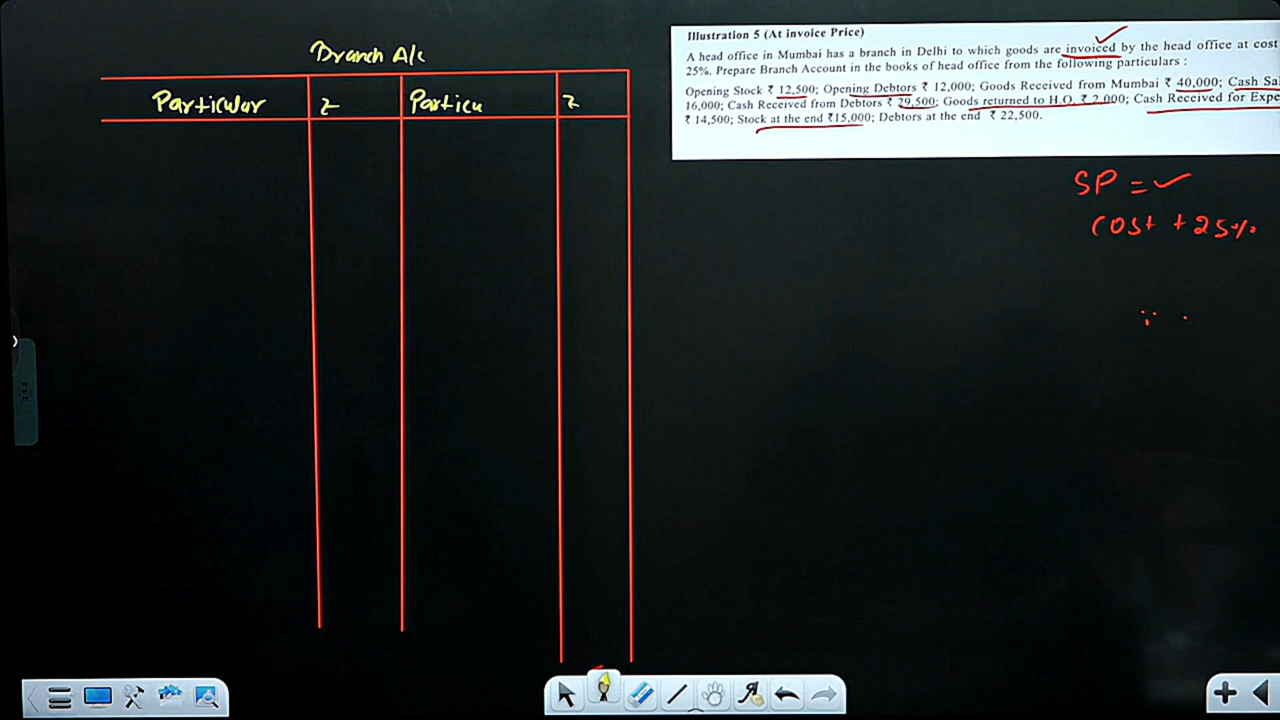 Branch A/c
Particular ₹ Particu ₹
Illustration 5 (At invoice Price)
A head office in Mumbai has a branch in Delhi to which goods are invoiced by the head office at cost
25%. Prepare Branch Account in the books of head office from the following particulars :
Opening Stock ₹ 12,500; Opening Debtors ₹ 12,000; Goods Received from Mumbai ₹ 40,000; Cash Sa
16,000; Cash Received from Debtors ₹ 29,500; Goods returned to H.O. ₹ 2,000; Cash Received for Expe
₹ 14,500; Stock at the end ₹15,000; Debtors at the end ₹ 22,500.
SP =
Cost + 25%